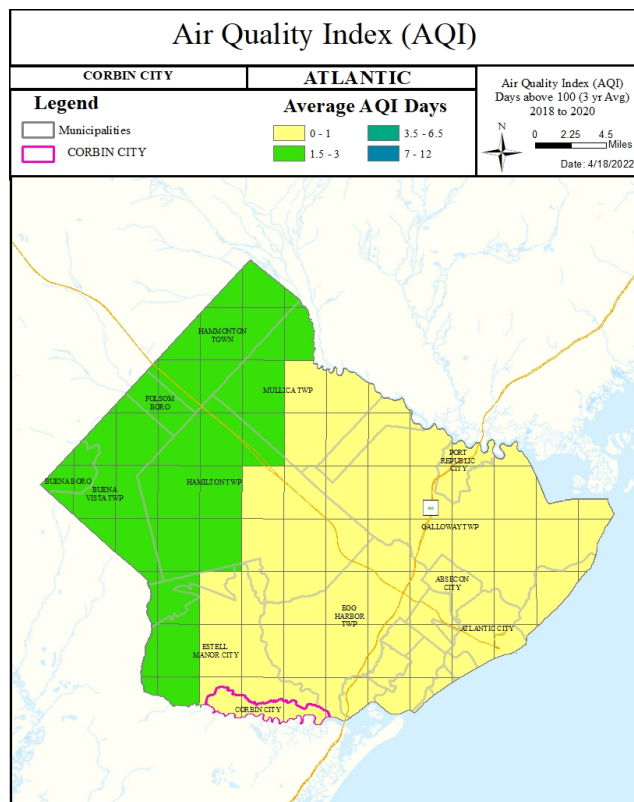 Air Quality Index (AQI)
CORBIN CITY
ATLANTIC
Legend
Municipalities
CORBIN CITY
Average AQI Days
0 - 1
3.5 - 6.5
1.5 - 3
7 - 12
Air Quality Index (AQI)
Days above 100 (3 yr Avg)
2018 to 2020
N
0 2.25 4.5
Miles
Date: 4/18/2022
HAMMONTON
TOWN
MULLICA TWP
FOLSOM
BORO
PORT
REPUBLIC
CITY
BUENA BORO
BUENA
VISTA TWP
HAMILTON TWP
GALLOWAY TWP
ABSECON
CITY
EGG
HARBOR
TWP
ATLANTIC CITY
ESTELL
MANOR CITY
CORBIN CITY